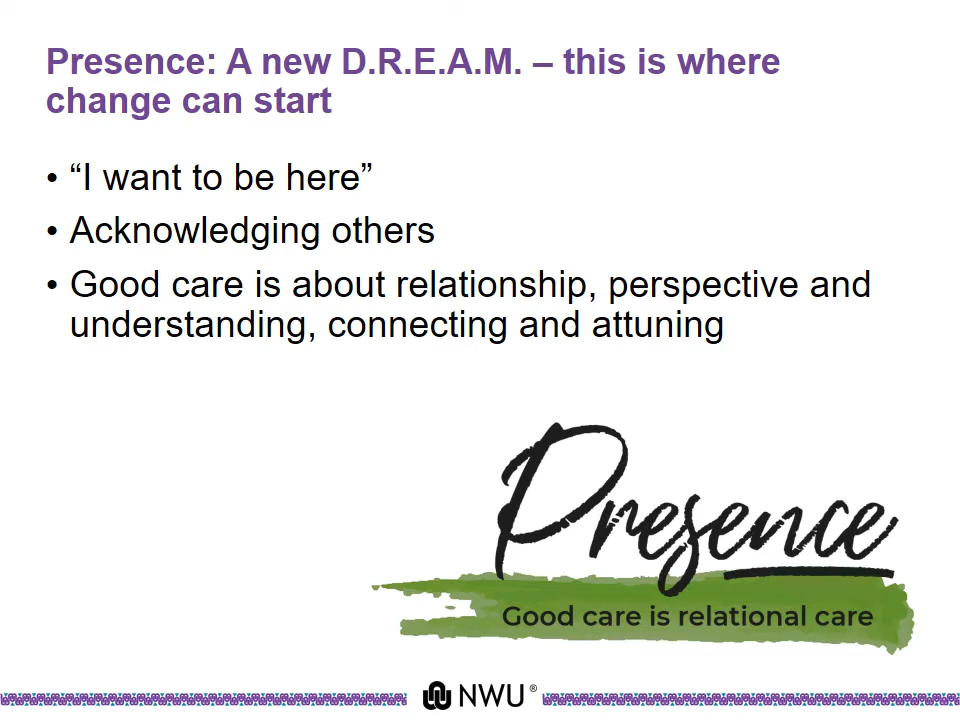 Presence: A new D.R.E.A.M. – this is where
change can start
• “I want to be here”
• Acknowledging others
• Good care is about relationship, perspective and
understanding, connecting and attuning
Presence
Good care is relational care
NWU®